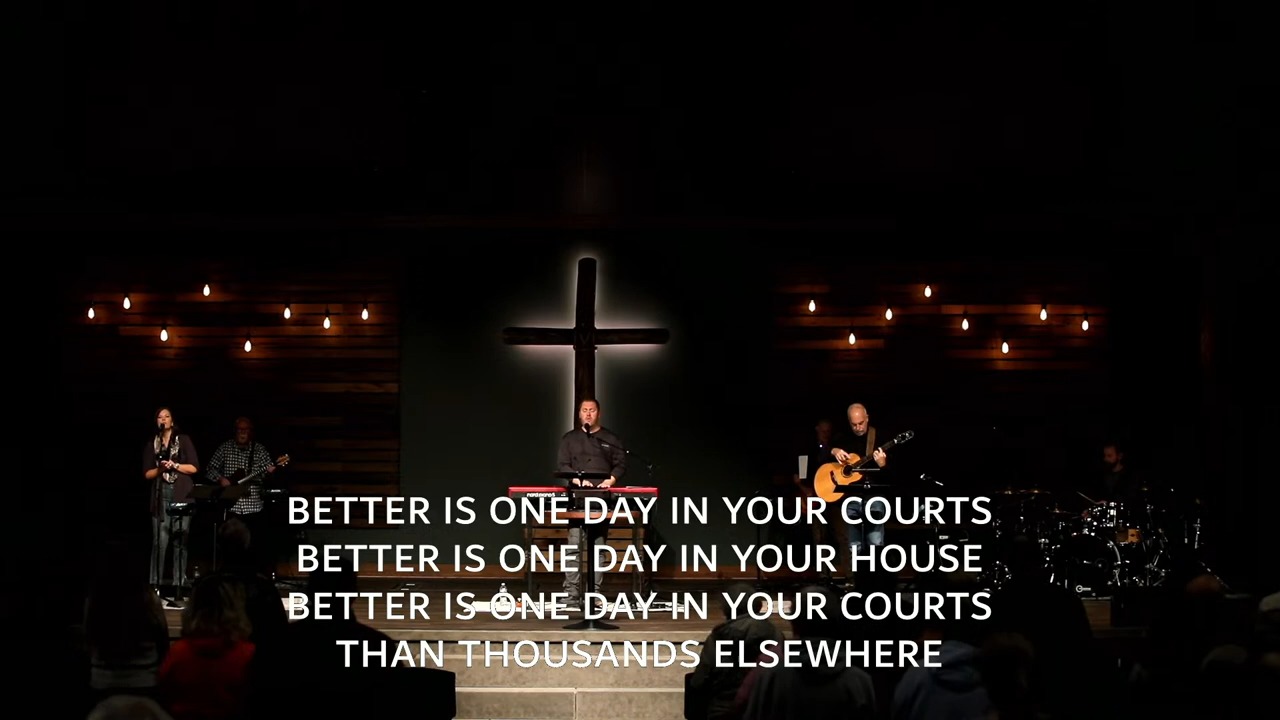 BETTER IS ONE DAY IN YOUR COURTS
BETTER IS ONE DAY IN YOUR HOUSE
BETTER IS ONE DAY IN YOUR COURTS
THAN THOUSANDS ELSEWHERE